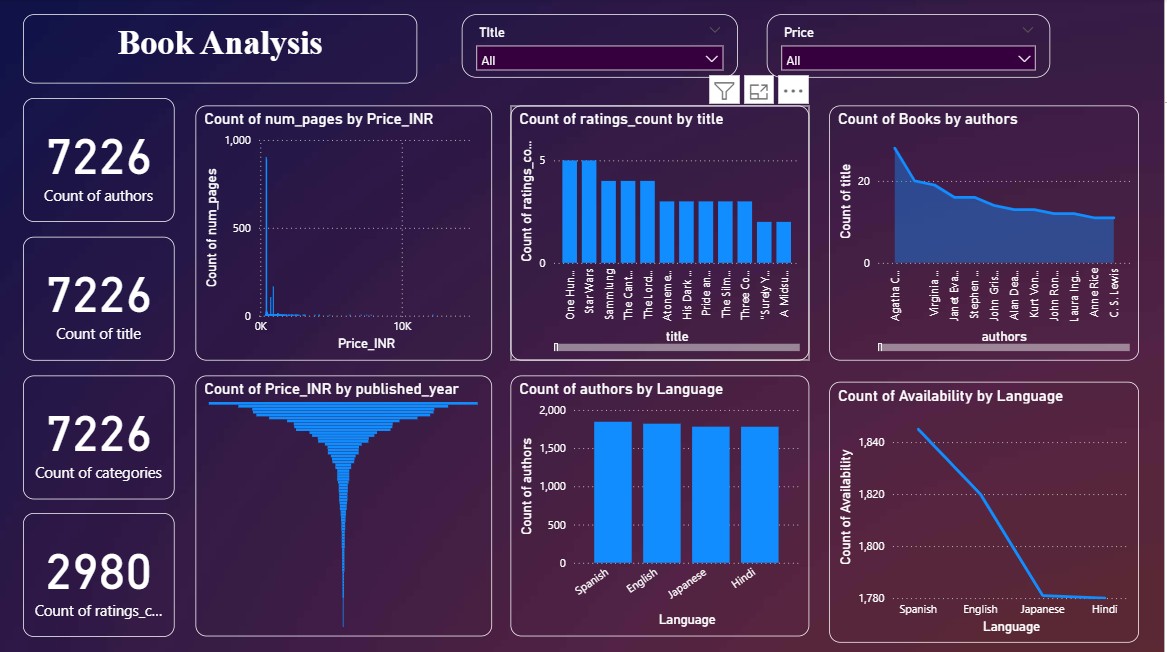 Book Analysis
TItle
All
Price
All
7226
Count of authors
7226
Count of title
7226
Count of categories
2980
Count of ratings_c...
Count of num_pages by Price_INR
Count of num_pages
1,000
500
0
0K
10K
Price_INR
Count of ratings_count by title
Count of ratings_co...
5
0
One Hun...
Star Wars
Sammlung
The Cant...
The Lord...
Atoneme...
His Dark ...
Pride an...
The Silm...
Three Co...
"Surely Y...
A Midsu...
title
Count of Books by authors
Count of title
20
0
Agatha C...
Virginia ...
Janet Eva...
Stephen ...
John Gris...
Alan Dea...
Kurt Von...
John Ron...
Laura Ing...
Anne Rice
C. S. Lewis
authors
Count of Price_INR by published_year
Count of authors by Language
Count of authors
2,000
1,500
1,000
500
0
Spanish
English
Japanese
Hindi
Language
Count of Availability by Language
Count of Availability
1,840
1,820
1,800
1,780
Spanish
English
Japanese
Hindi
Language